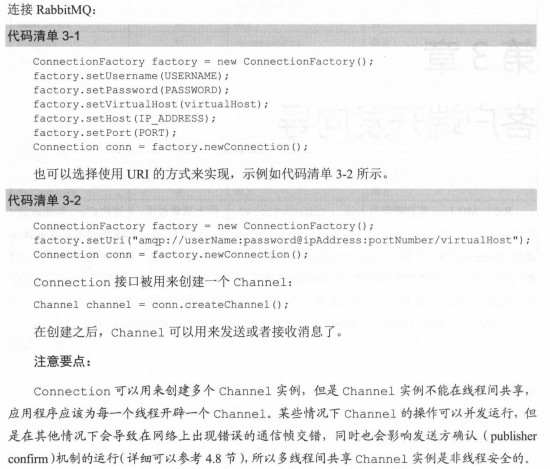 连接 RabbitMQ：
代码清单 3-1
ConnectionFactory factory = new ConnectionFactory();
factory.setUsername(USERNAME);
factory.setPassword(PASSWORD);
factory.setVirtualHost(virtualHost);
factory.setHost(IP_ADDRESS);
factory.setPort(PORT);
Connection conn = factory.newConnection();
也可以选择使用 URI 的方式来实现，示例如代码清单 3-2 所示。
代码清单 3-2
ConnectionFactory factory = new ConnectionFactory();
factory.setUri("amqp://userName:password@ipAddress:portNumber/virtualHost");
Connection conn = factory.newConnection();
Connection 接口被用来创建一个 Channel：
Channel channel = conn.createChannel();
在创建之后，Channel 可以用来发送或者接收消息了。
注意要点：
Connection 可以用来创建多个 Channel 实例，但是 Channel 实例不能在线程间共享，
应用程序应该为每一个线程开辟一个 Channel。某些情况下 Channel 的操作可以并发运行，但
是在其他情况下会导致在网络上出现错误的通信帧交错，同时也会影响发送方确认（publisher
confirm）机制的运行（详细可以参考 4.8 节），所以多线程间共享 Channel 实例是非线程安全的。
第 3 章
客户端开发向导